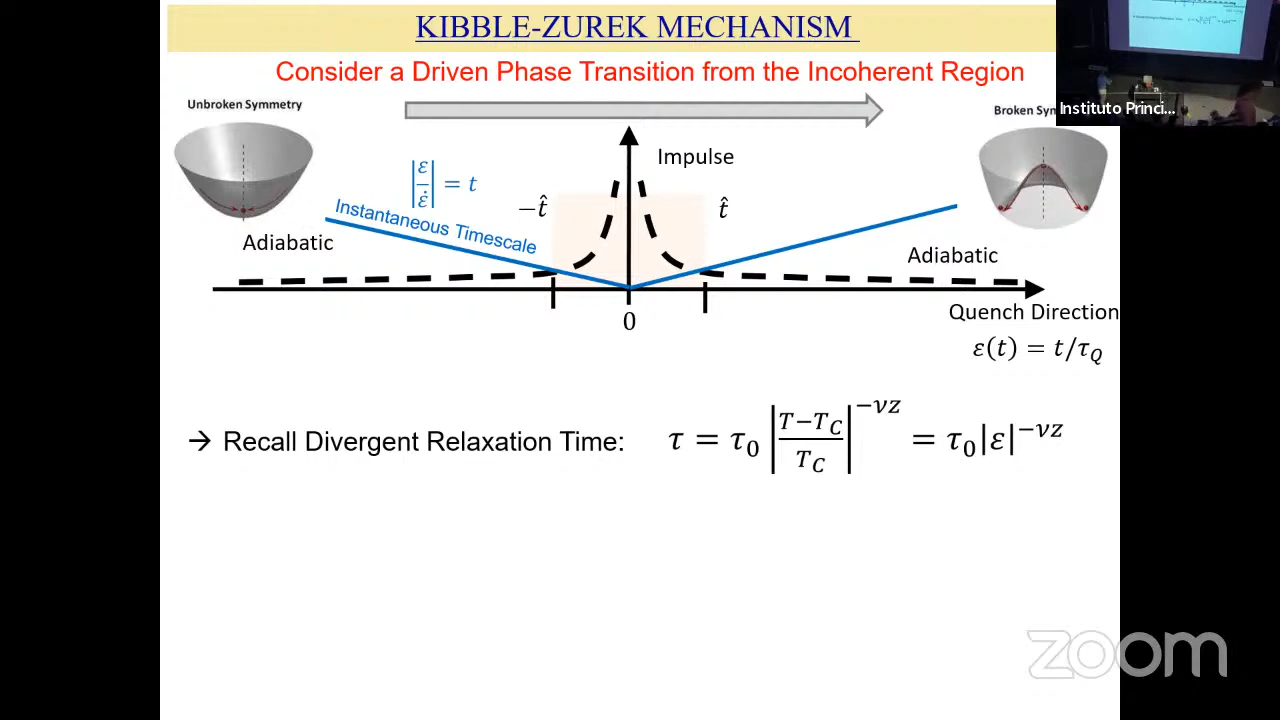 KIBBLE-ZUREK MECHANISM
Consider a Driven Phase Transition from the Incoherent Region
Unbroken Symmetry
Broken
Instituto Princi...
Impulse
|ε/ε̇| = t
−t̂
t̂
Instantaneous Timescale
Adiabatic
Adiabatic
0
Quench Direction
ε(t) = t/τ_Q
→ Recall Divergent Relaxation Time: τ = τ₀ |T−T_C / T_C|^−νz = τ₀|ε|^−νz
zoom